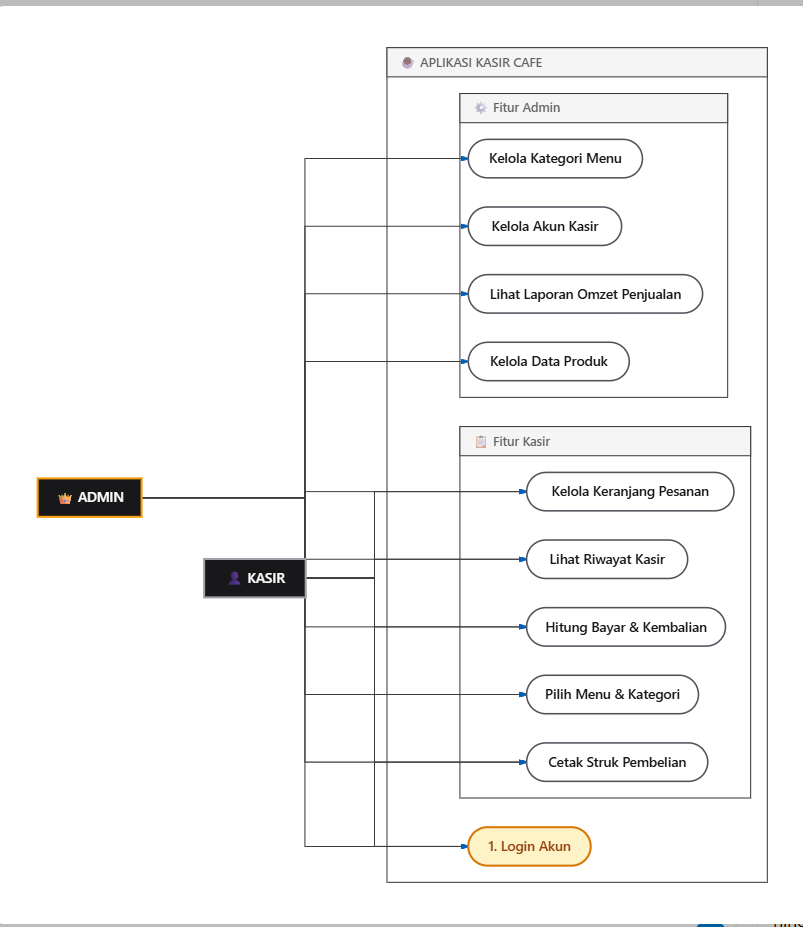 APLIKASI KASIR CAFE
Fitur Admin
Kelola Kategori Menu
Kelola Akun Kasir
Lihat Laporan Omzet Penjualan
Kelola Data Produk
Fitur Kasir
ADMIN
Kelola Keranjang Pesanan
Lihat Riwayat Kasir
KASIR
Hitung Bayar & Kembalian
Pilih Menu & Kategori
Cetak Struk Pembelian
1. Login Akun